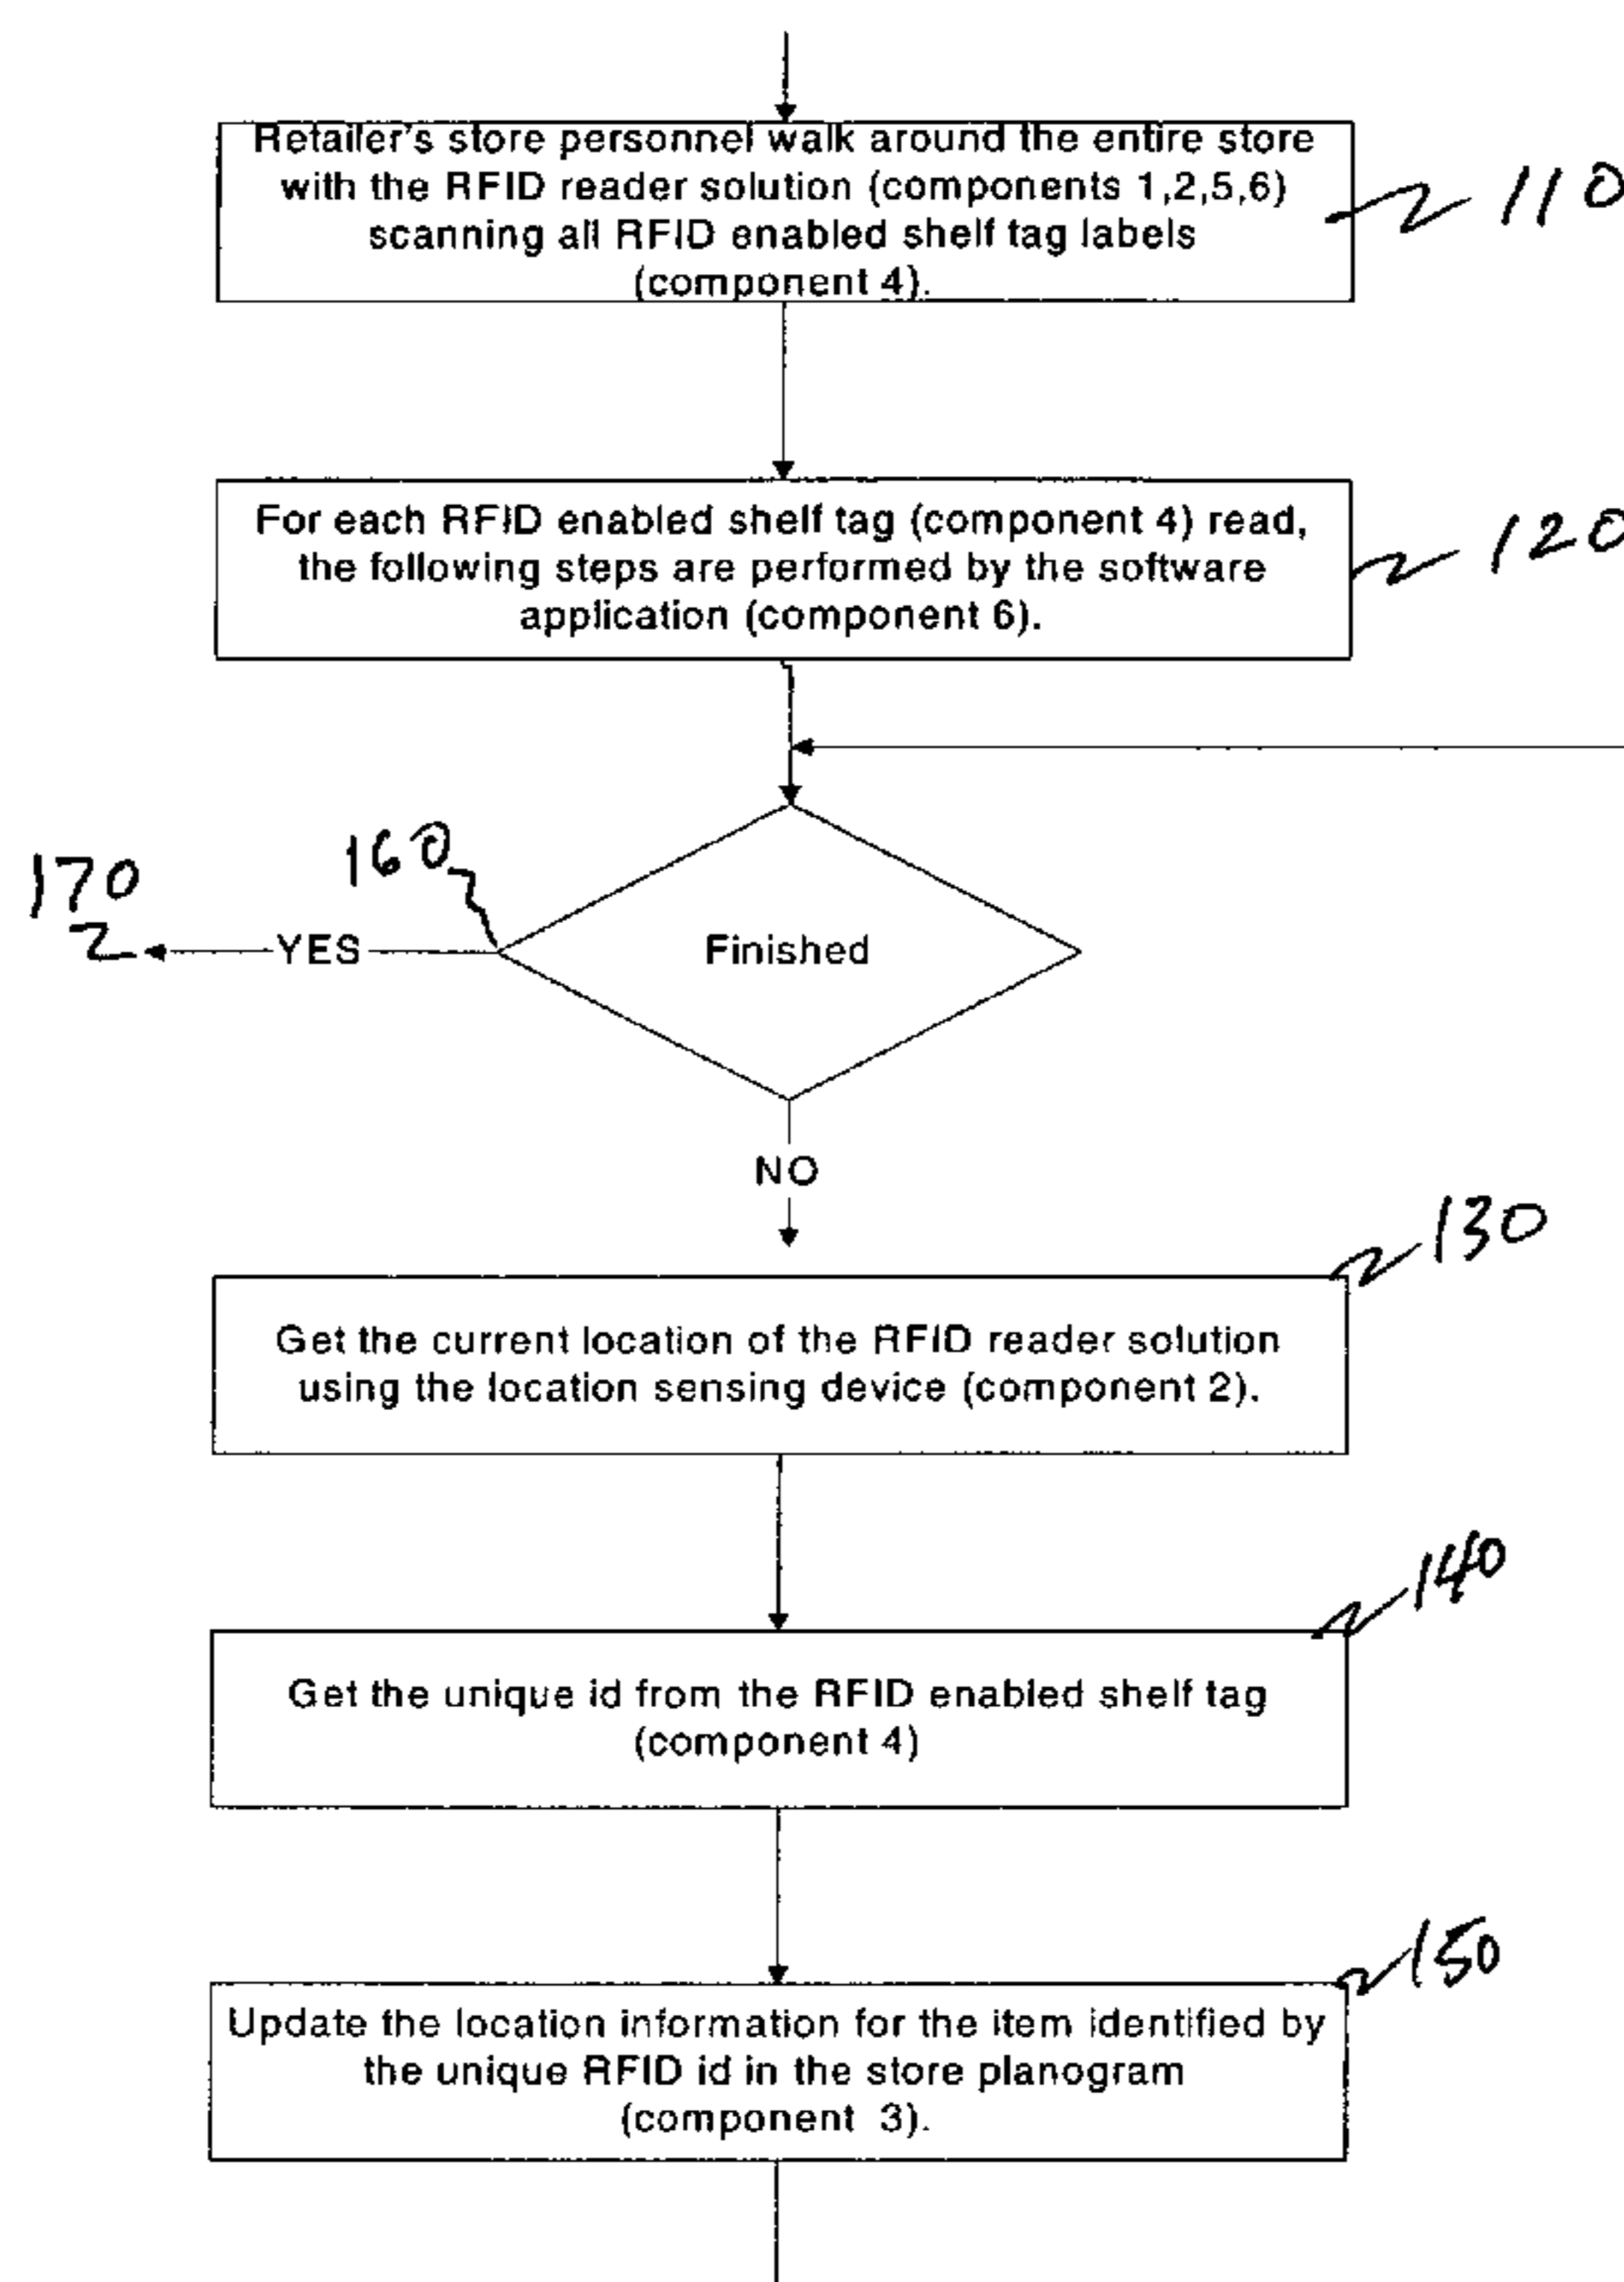 Retailer's store personnel walk around the entire store
with the RFID reader solution (components 1,2,5,6)
scanning all RFID enabled shelf tag labels
(component 4).
110
For each RFID enabled shelf tag (component 4) read,
the following steps are performed by the software
application (component 6).
120
160
170
YES
Finished
NO
130
Get the current location of the RFID reader solution
using the location sensing device (component 2).
140
Get the unique id from the RFID enabled shelf tag
(component 4)
150
Update the location information for the item identified by
the unique RFID id in the store planogram
(component 3).